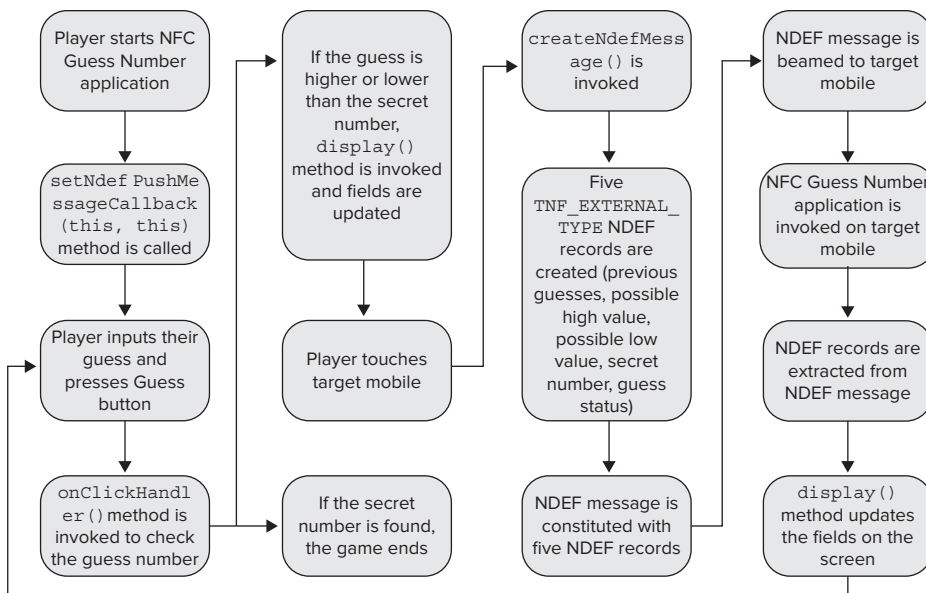 Player starts NFC
Guess Number
application
setNdef PushMe
ssageCallback
(this, this)
method is called
Player inputs their
guess and
presses Guess
button
onClickHandl
er() method is
invoked to check
the guess number
If the guess is
higher or lower
than the secret
number,
display()
method is invoked
and fields are
updated
Player touches
target mobile
If the secret
number is found,
the game ends
createNdefMess
age() is
invoked
Five
TNF_EXTERNAL_
TYPE NDEF
records are
created (previous
guesses, possible
high value,
possible low
value, secret
number, guess
status)
NDEF message is
constituted with
five NDEF records
NDEF message is
beamed to target
mobile
NFC Guess Number
application is
invoked on target
mobile
NDEF records are
extracted from
NDEF message
display()
method updates
the fields on the
screen